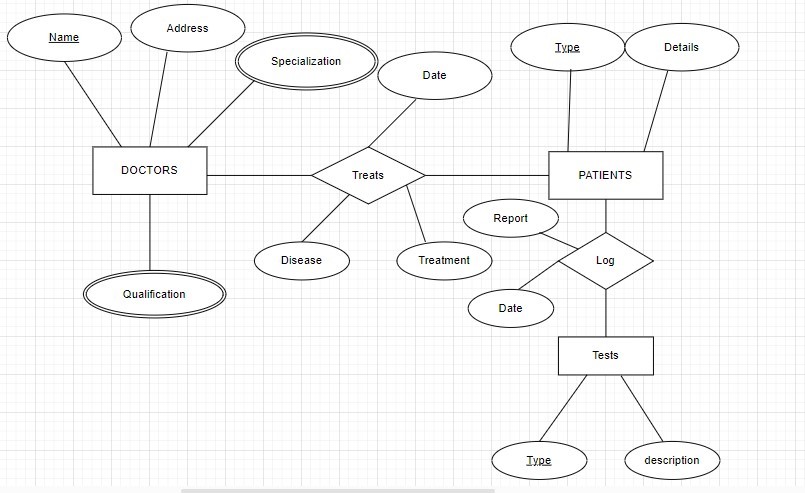 Name
Address
Specialization
Date
Type
Details
DOCTORS
Treats
PATIENTS
Report
Disease
Treatment
Log
Qualification
Date
Tests
Type
description